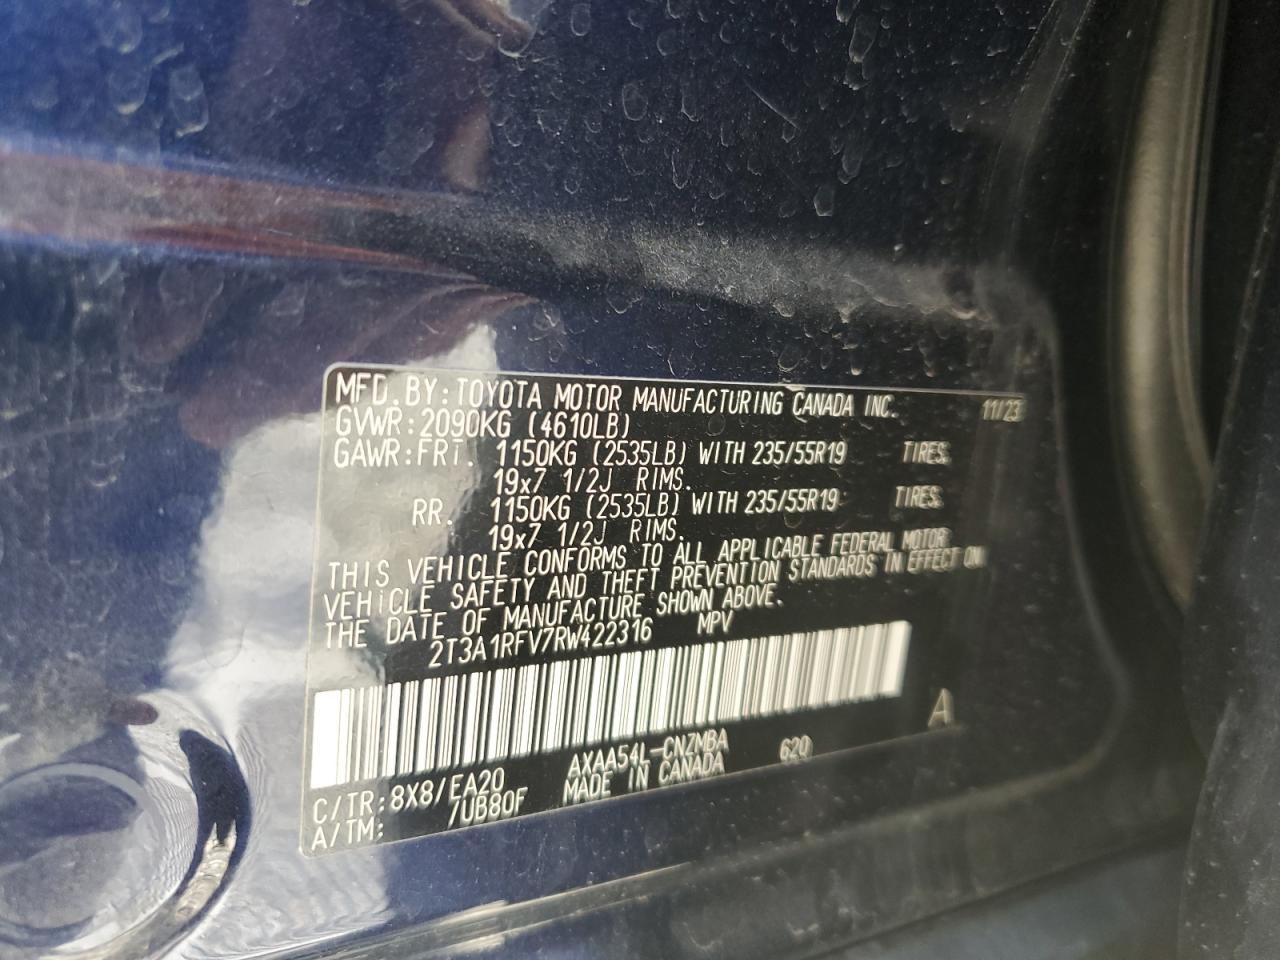 MFD. BY: TOYOTA MOTOR MANUFACTURING CANADA INC. 11/23
GVWR: 2090KG (4610LB)
GAWR: FRT. 1150KG (2535LB) WITH 235/55R19 TIRES.
19x7 1/2J RIMS.
RR. 1150KG (2535LB) WITH 235/55R19 TIRES.
19x7 1/2J RIMS.
THIS VEHICLE CONFORMS TO ALL APPLICABLE FEDERAL MOTOR
VEHICLE SAFETY AND THEFT PREVENTION STANDARDS IN EFFECT ON
THE DATE OF MANUFACTURE SHOWN ABOVE.
2T3A1RFV7RW422316 MPV
A
C/TR: 8X8/EA20 AXAA54L-CNZMBA 620
A/TM: /UB80F MADE IN CANADA